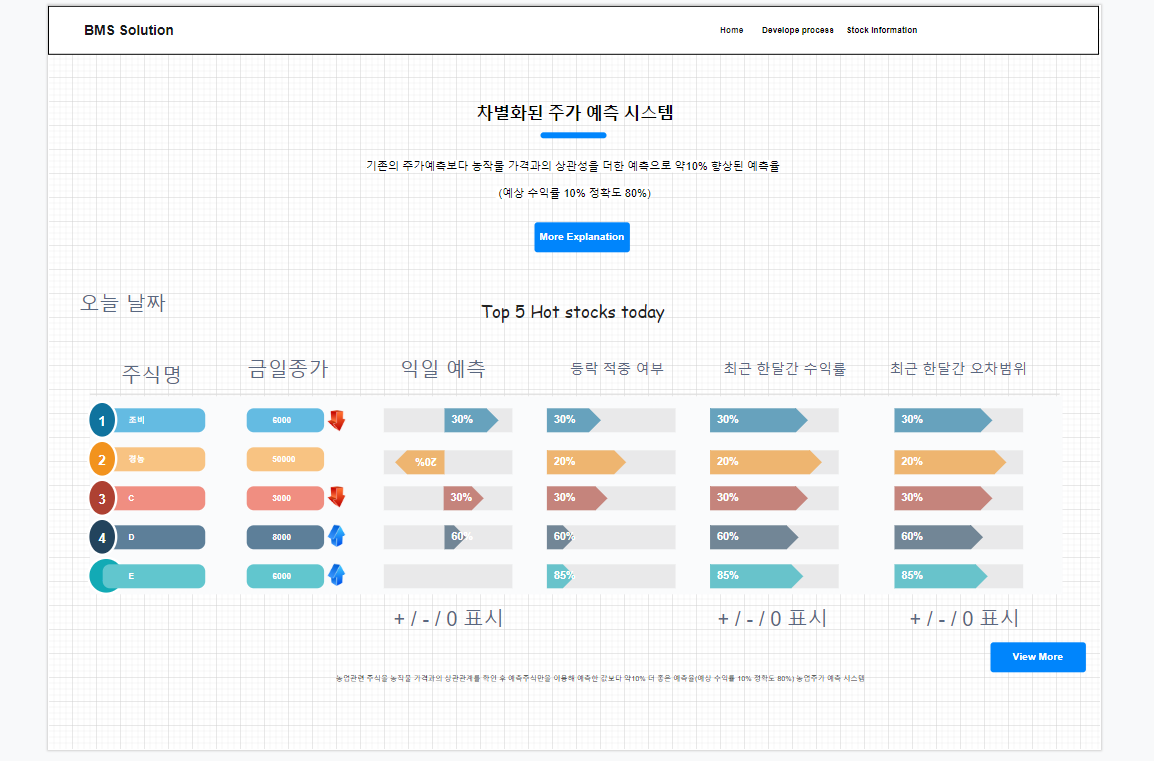 BMS Solution
Home Develope process Stock Information
차별화된 주가 예측 시스템
기존의 주가예측보다 농작물 가격과의 상관성을 더한 예측으로 약10% 향상된 예측율
(예상 수익률 10% 정확도 80%)
More Explanation
오늘 날짜
Top 5 Hot stocks today
주식명 금일종가 익일 예측 등락 적중 여부 최근 한달간 수익률 최근 한달간 오차범위
1 조비 5000 30% 30% 30% 30%
2 경농 50000 20% 20% 20% 20%
3 C 3000 30% 30% 30% 30%
4 D 8000 60% 60% 60% 60%
E 6000 85% 85% 85%
+ / - / 0 표시 + / - / 0 표시 + / - / 0 표시
View More
농업관련 주식을 농작물 가격과의 상관관계를 확인 후 예측주식만을 이용해 예측한 값보다 약10% 더 좋은 예측율(예상 수익률 10% 정확도 80%) 농업주가 예측 시스템